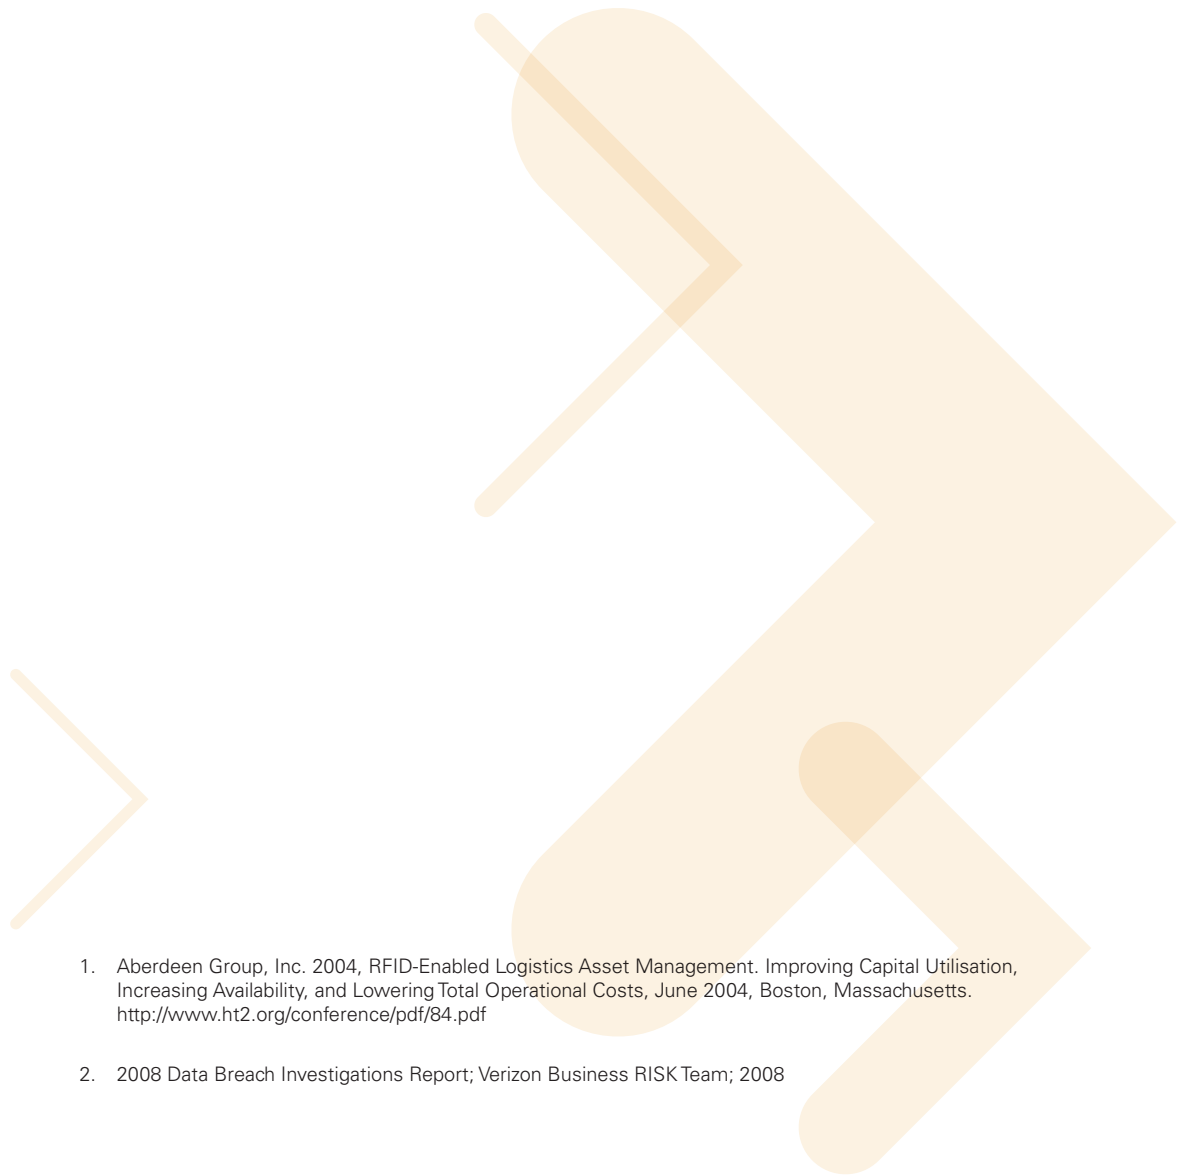 1. Aberdeen Group, Inc. 2004, RFID-Enabled Logistics Asset Management. Improving Capital Utilisation,
Increasing Availability, and Lowering Total Operational Costs, June 2004, Boston, Massachusetts.
http://www.ht2.org/conference/pdf/84.pdf
2. 2008 Data Breach Investigations Report; Verizon Business RISK Team; 2008